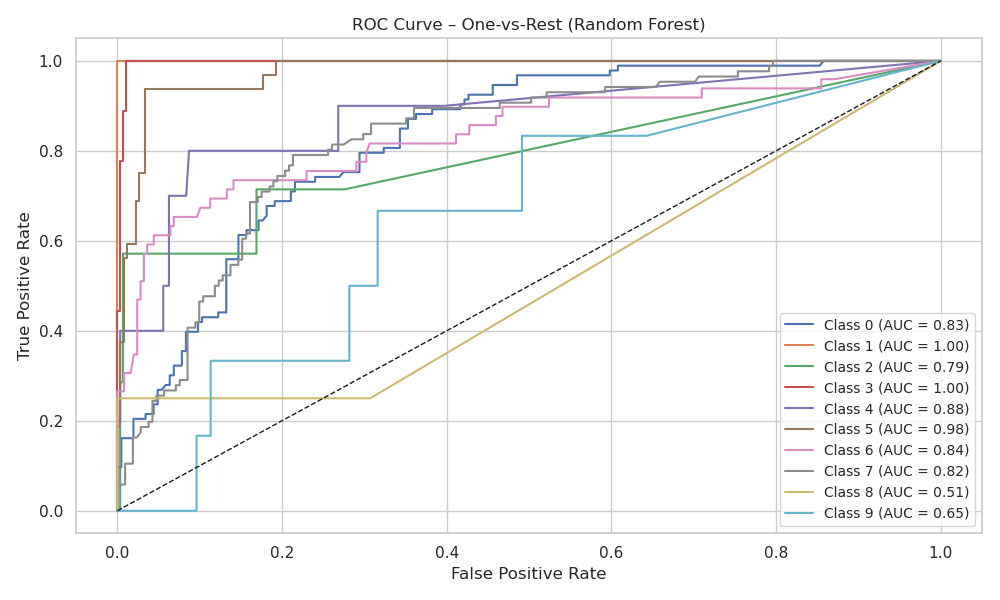 ROC Curve – One-vs-Rest (Random Forest)
True Positive Rate
1.0
0.8
0.6
0.4
0.2
0.0
0.0 0.2 0.4 0.6 0.8 1.0
False Positive Rate
Class 0 (AUC = 0.83)
Class 1 (AUC = 1.00)
Class 2 (AUC = 0.79)
Class 3 (AUC = 1.00)
Class 4 (AUC = 0.88)
Class 5 (AUC = 0.98)
Class 6 (AUC = 0.84)
Class 7 (AUC = 0.82)
Class 8 (AUC = 0.51)
Class 9 (AUC = 0.65)